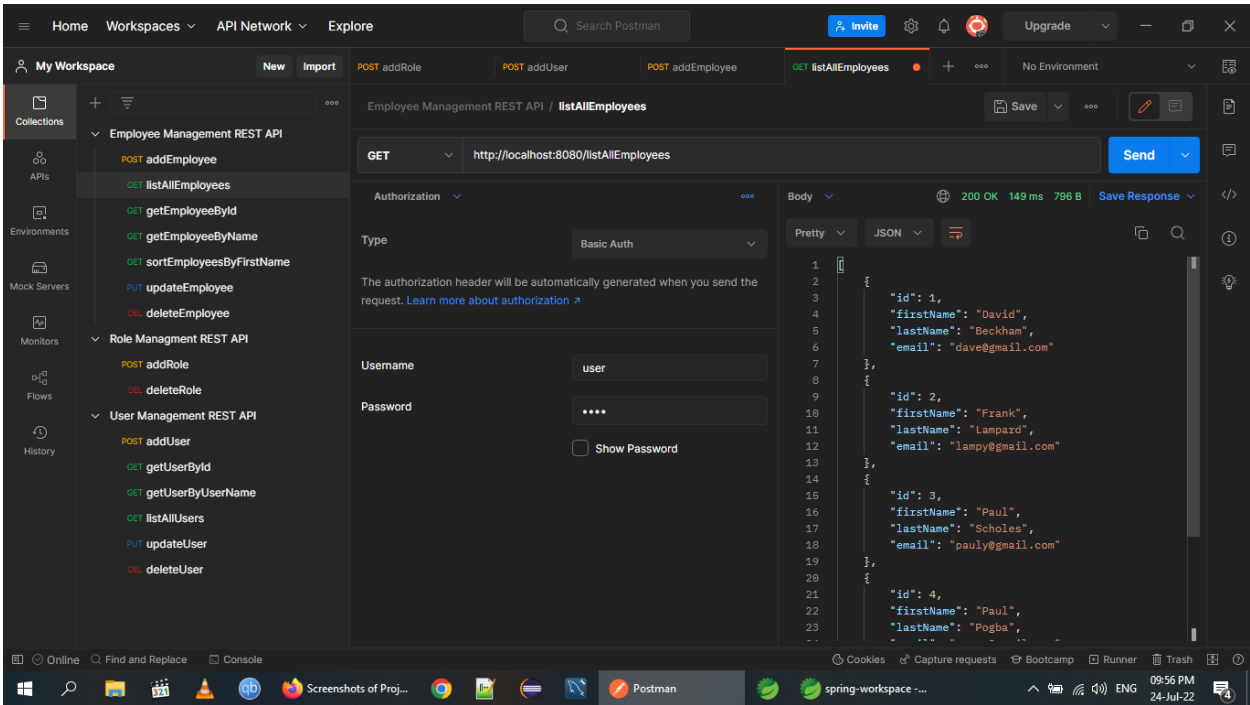 Home Workspaces API Network Explore Search Postman Invite Upgrade
My Workspace New Import POST addRole POST addUser POST addEmployee GET listAllEmployees No Environment
Collections
APIs
Environments
Mock Servers
Monitors
Flows
History
Employee Management REST API
POST addEmployee
GET listAllEmployees
GET getEmployeeById
GET getEmployeeByName
GET sortEmployeesByFirstName
PUT updateEmployee
DEL deleteEmployee
Role Managment REST API
POST addRole
DEL deleteRole
User Management REST API
POST addUser
GET getUserById
GET getUserByUserName
GET listAllUsers
PUT updateUser
DEL deleteUser
Employee Management REST API / listAllEmployees Save
GET http://localhost:8080/listAllEmployees Send
Authorization
Type Basic Auth
The authorization header will be automatically generated when you send the
request. Learn more about authorization ↗
Username user
Password ••••
Show Password
Body 200 OK 149 ms 796 B Save Response
Pretty JSON
1 [
2 {
3 "id": 1,
4 "firstName": "David",
5 "lastName": "Beckham",
6 "email": "dave@gmail.com"
7 },
8 {
9 "id": 2,
10 "firstName": "Frank",
11 "lastName": "Lampard",
12 "email": "lampy@gmail.com"
13 },
14 {
15 "id": 3,
16 "firstName": "Paul",
17 "lastName": "Scholes",
18 "email": "pauly@gmail.com"
19 },
20 {
21 "id": 4,
22 "firstName": "Paul",
23 "lastName": "Pogba",
Online Find and Replace Console Cookies Capture requests Bootcamp Runner Trash
321 qb Screenshots of Proj... Postman spring-workspace -... ENG 09:56 PM
24-Jul-22 4